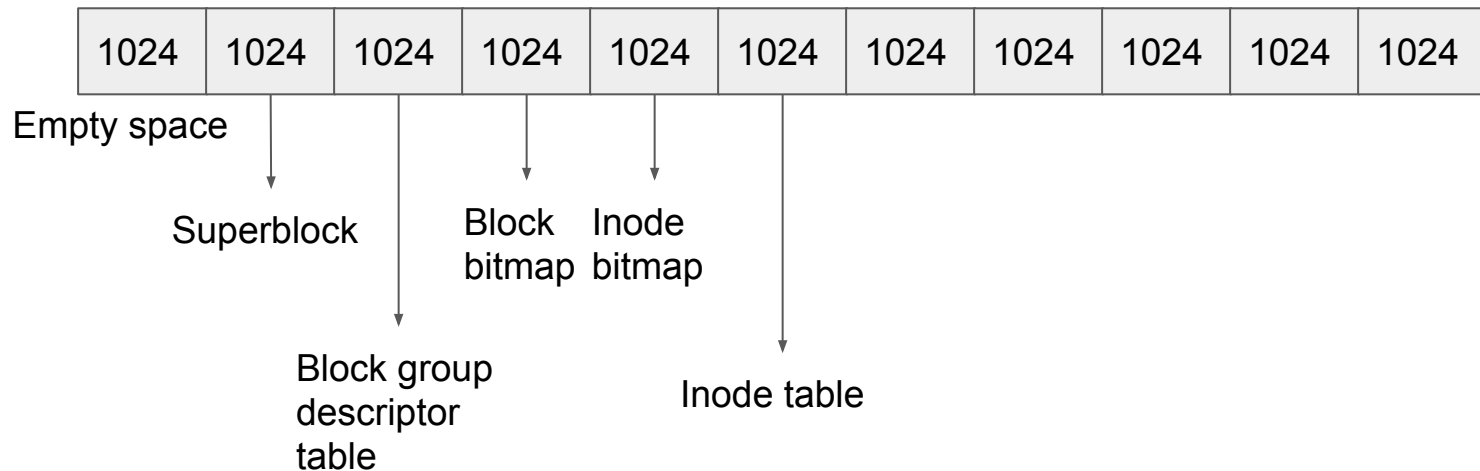 1024 1024 1024 1024 1024 1024 1024 1024 1024 1024 1024
Empty space
Superblock
Block
bitmap
Inode
bitmap
Block group
descriptor
table
Inode table